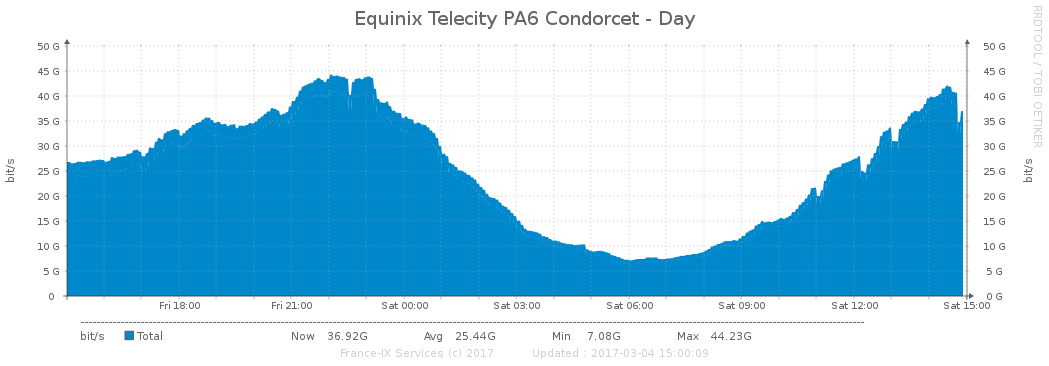 Equinix Telecity PA6 Condorcet - Day
RRDTOOL / TOBI OETIKER
50 G 50 G
45 G 45 G
40 G 40 G
35 G 35 G
30 G 30 G
25 G 25 G
20 G 20 G
15 G 15 G
10 G 10 G
5 G 5 G
0 0 G
bit/s bit/s
Fri 18:00 Fri 21:00 Sat 00:00 Sat 03:00 Sat 06:00 Sat 09:00 Sat 12:00 Sat 15:00
bit/s Total Now 36.92G Avg 25.44G Min 7.08G Max 44.23G
France-IX Services (c) 2017 Updated : 2017-03-04 15:00:09